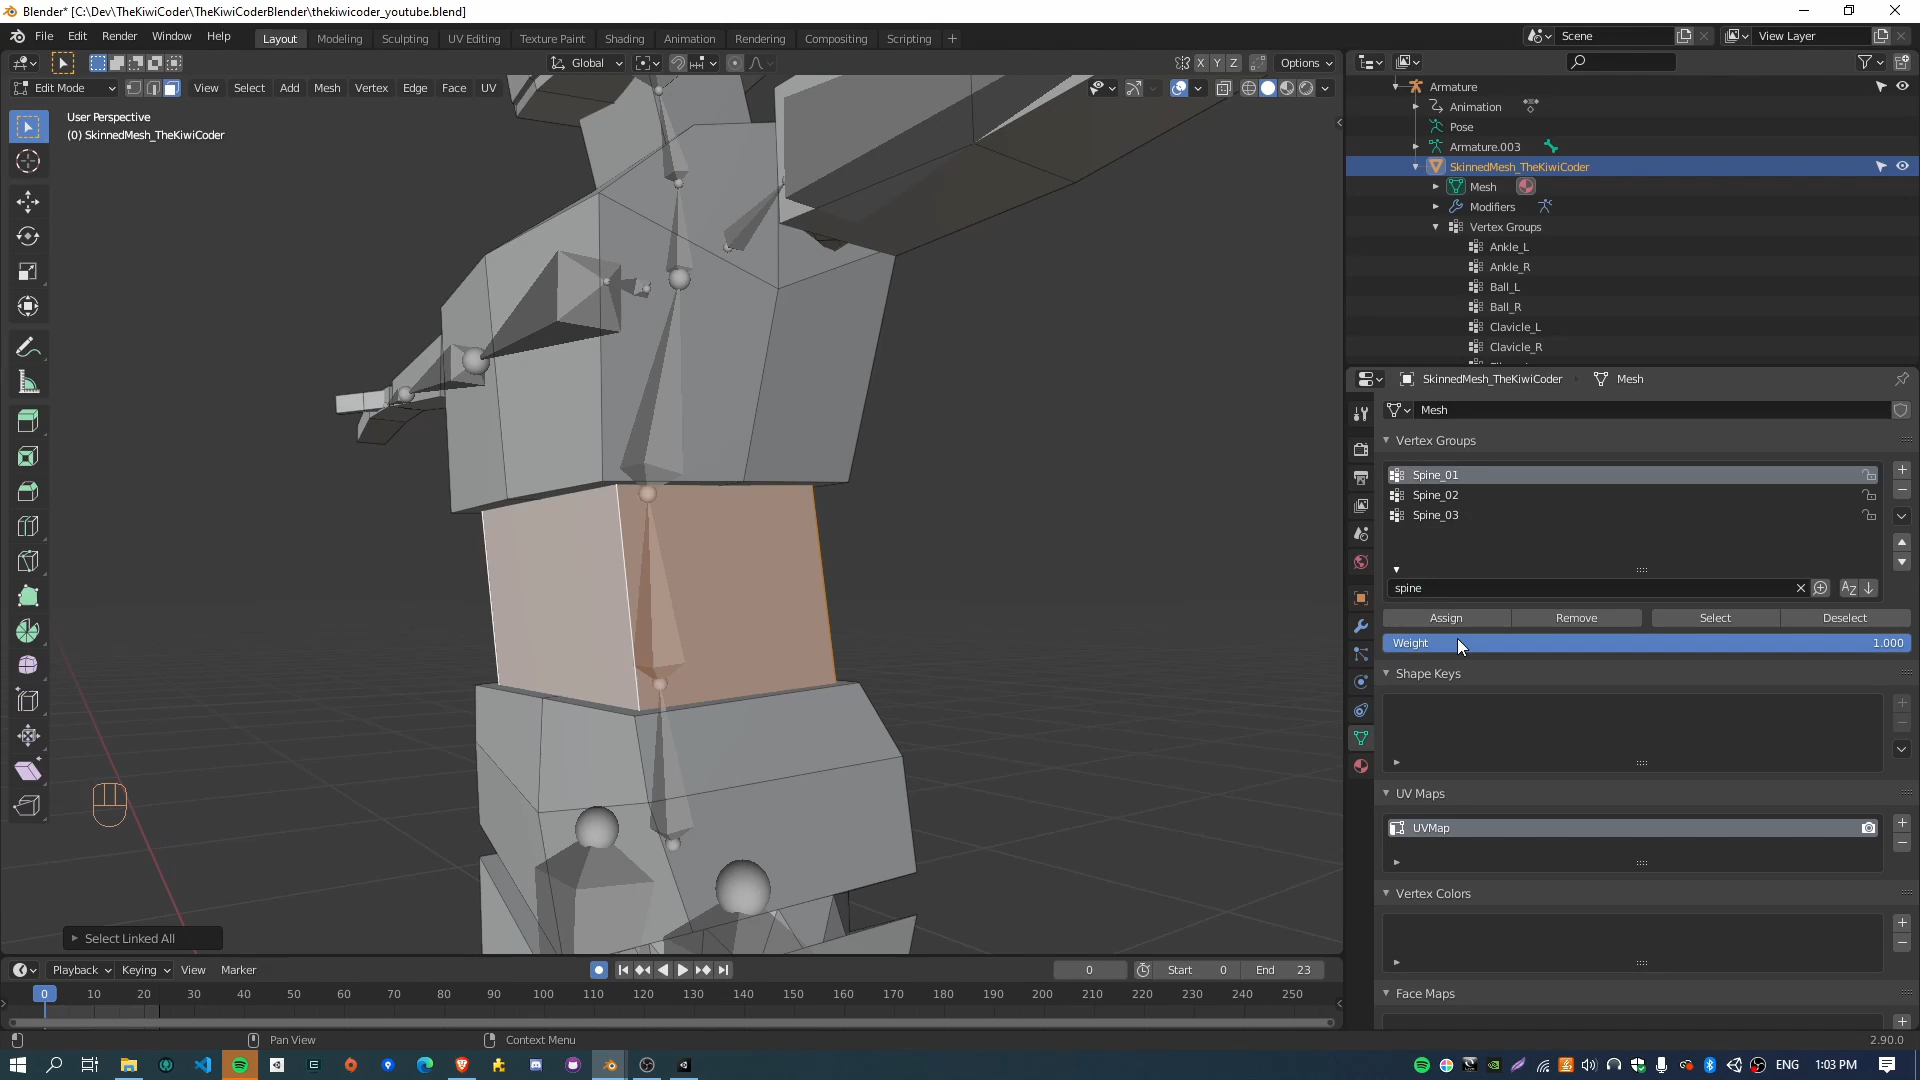 Blender* [C:\Dev\TheKiwiCoder\TheKiwiCoderBlender\thekiwicoder_youtube.blend]
File Edit Render Window Help
Layout Modeling Sculpting UV Editing Texture Paint Shading Animation Rendering Compositing Scripting
Scene
View Layer
Global
X Y Z Options
Edit Mode
View Select Add Mesh Vertex Edge Face UV
User Perspective
(0) SkinnedMesh_TheKiwiCoder
Armature
Animation
Pose
Armature.003
SkinnedMesh_TheKiwiCoder
Mesh
Modifiers
Vertex Groups
Ankle_L
Ankle_R
Ball_L
Ball_R
Clavicle_L
Clavicle_R
SkinnedMesh_TheKiwiCoder Mesh
Mesh
Vertex Groups
Spine_01
Spine_02
Spine_03
spine
Assign Remove Select Deselect
Weight 1.000
Shape Keys
UV Maps
UVMap
Vertex Colors
Face Maps
Select Linked All
Playback Keying View Marker
0 Start 0 End 23
0 10 20 30 40 50 60 70 80 90 100 110 120 130 140 150 160 170 180 190 200 210 220 230 240 250
Pan View Context Menu
2.90.0
ENG 1:03 PM